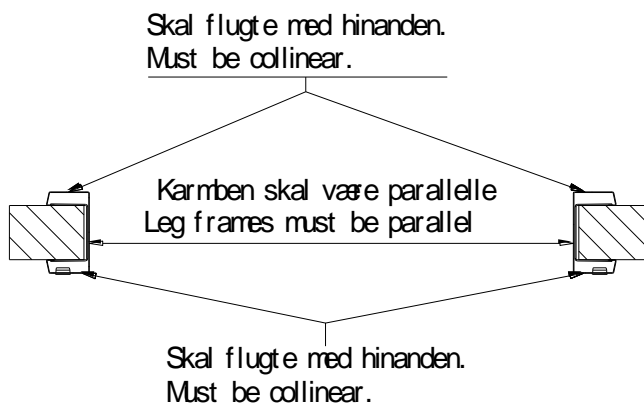 Skal flugte med hinanden.
Must be collinear.
Karmben skal være parallelle
Leg frames must be parallel
Skal flugte med hinanden.
Must be collinear.